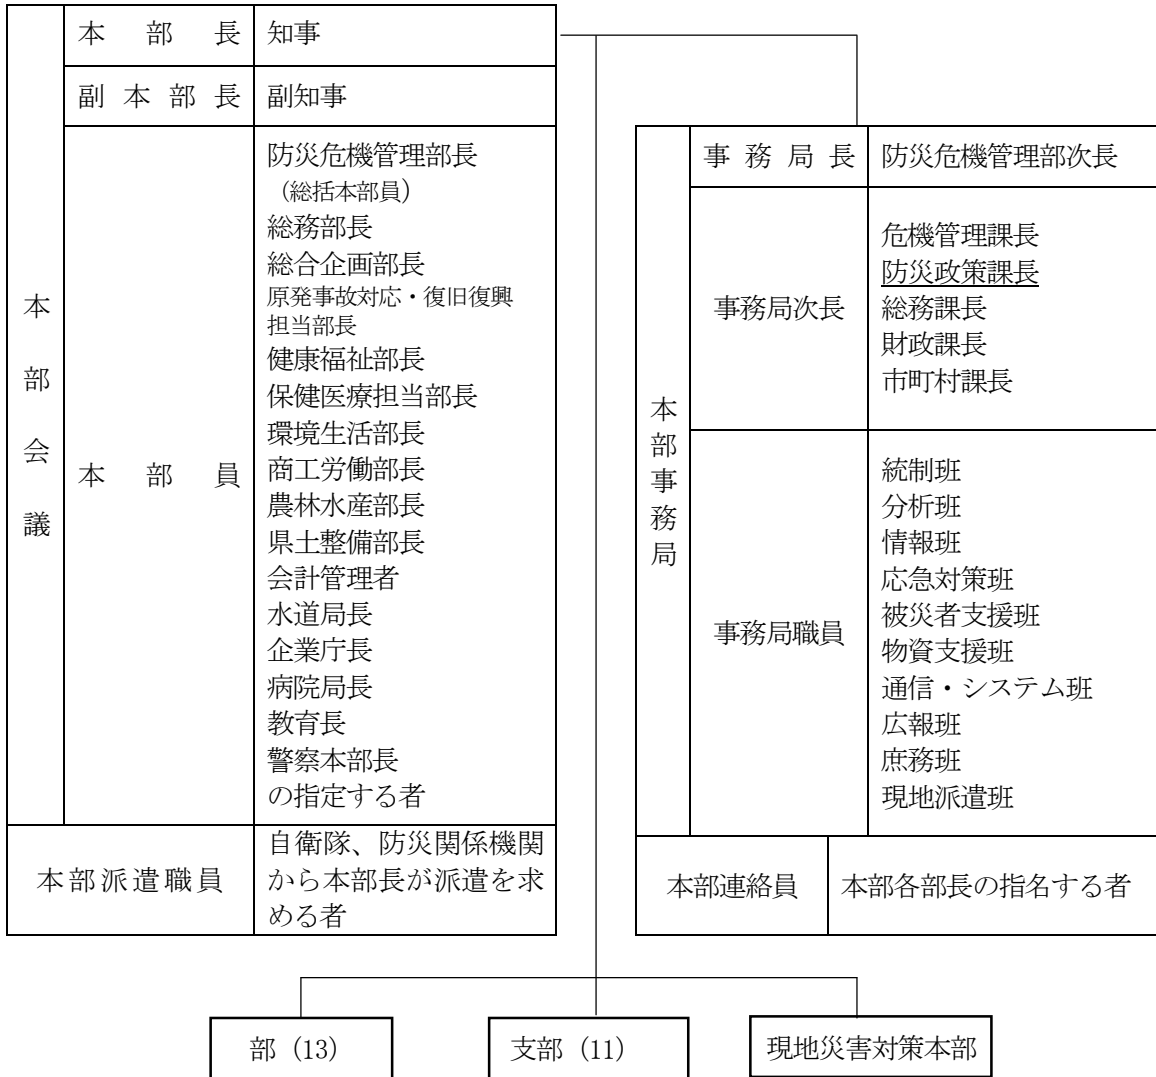 本部会議
本部長 知事
副本部長 副知事
本部員
防災危機管理部長
（総括本部員）
総務部長
総合企画部長
原発事故対応・復旧復興
担当部長
健康福祉部長
保健医療担当部長
環境生活部長
商工労働部長
農林水産部長
県土整備部長
会計管理者
水道局長
企業庁長
病院局長
教育長
警察本部長
の指定する者
本部派遣職員
自衛隊、防災関係機関
から本部長が派遣を求
める者
本部事務局
事務局長 防災危機管理部次長
事務局次長
危機管理課長
防災政策課長
総務課長
財政課長
市町村課長
事務局職員
統制班
分析班
情報班
応急対策班
被災者支援班
物資支援班
通信・システム班
広報班
庶務班
現地派遣班
本部連絡員 本部各部長の指名する者
部（13）
支部（11）
現地災害対策本部